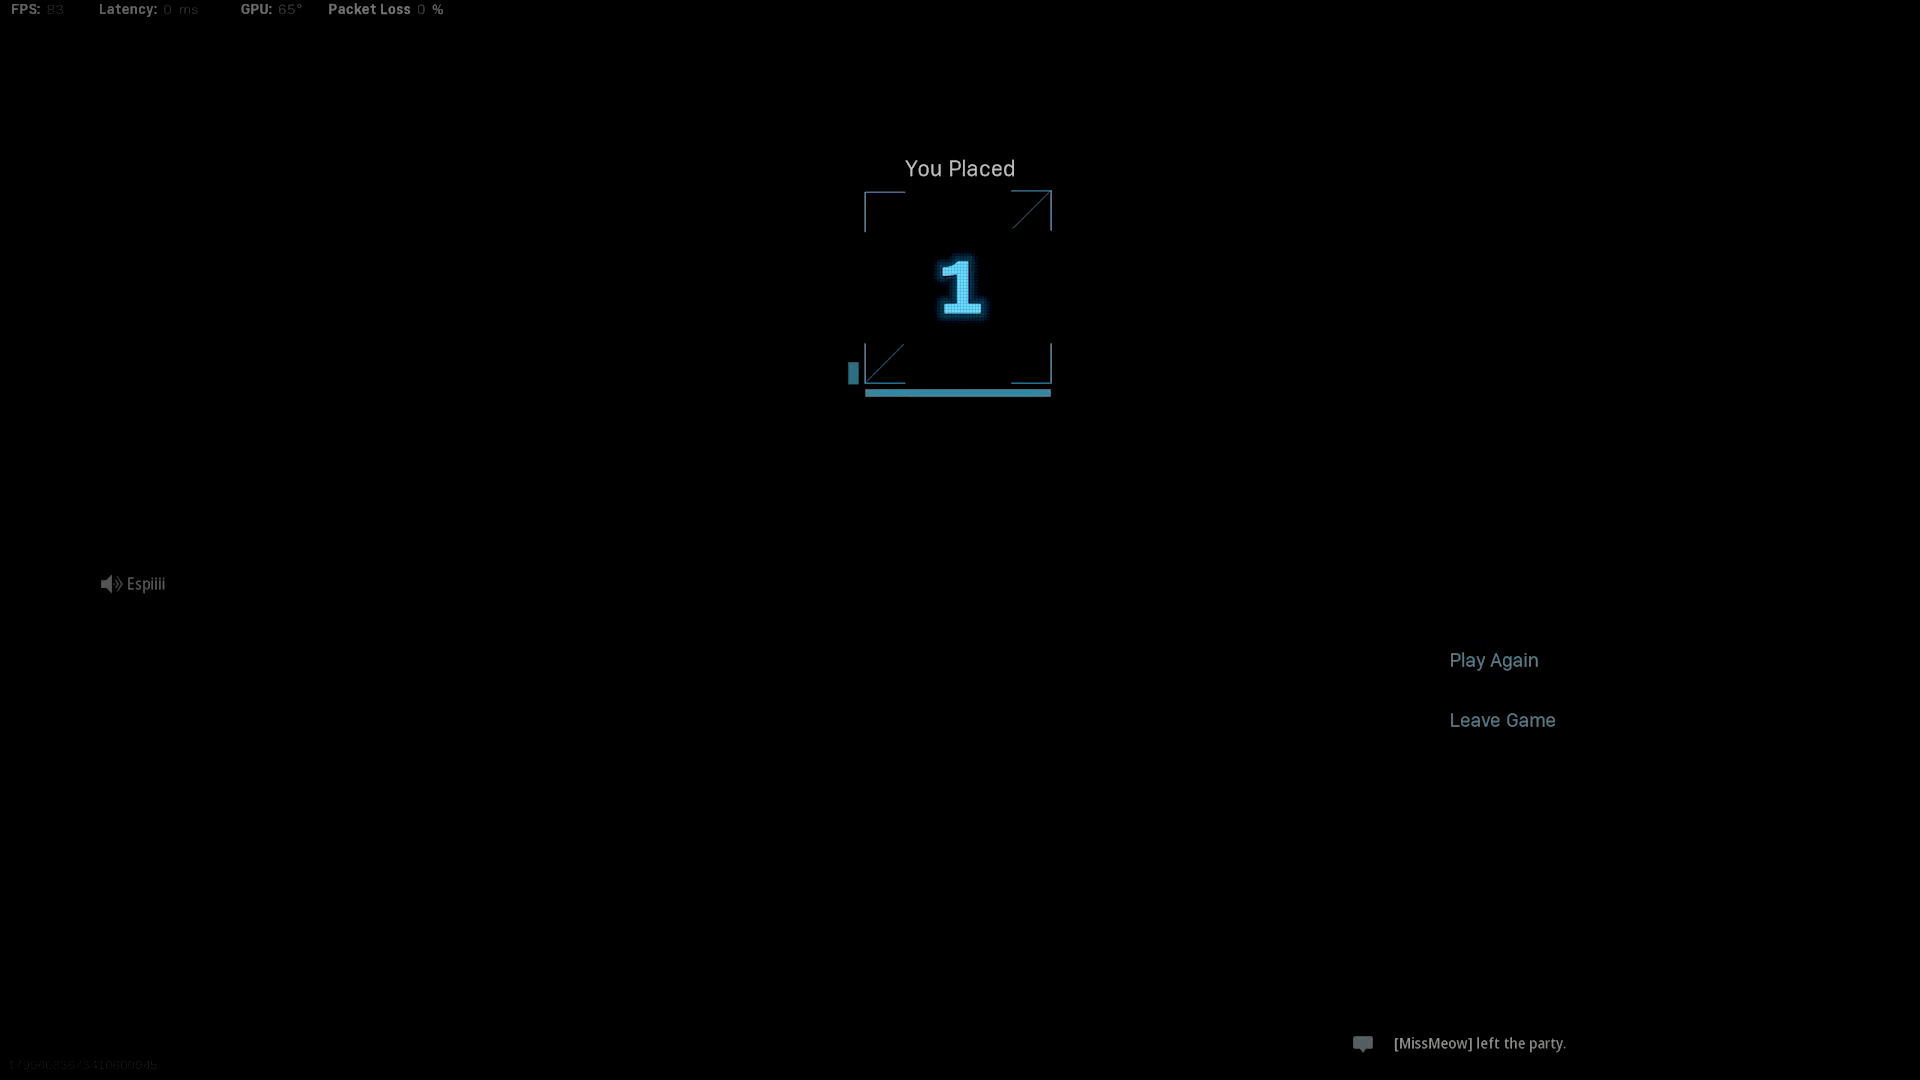 FPS: 83 Latency: 0 ms GPU: 65° Packet Loss 0 %
You Placed
1
Espiiii
Play Again
Leave Game
[MissMeow] left the party.